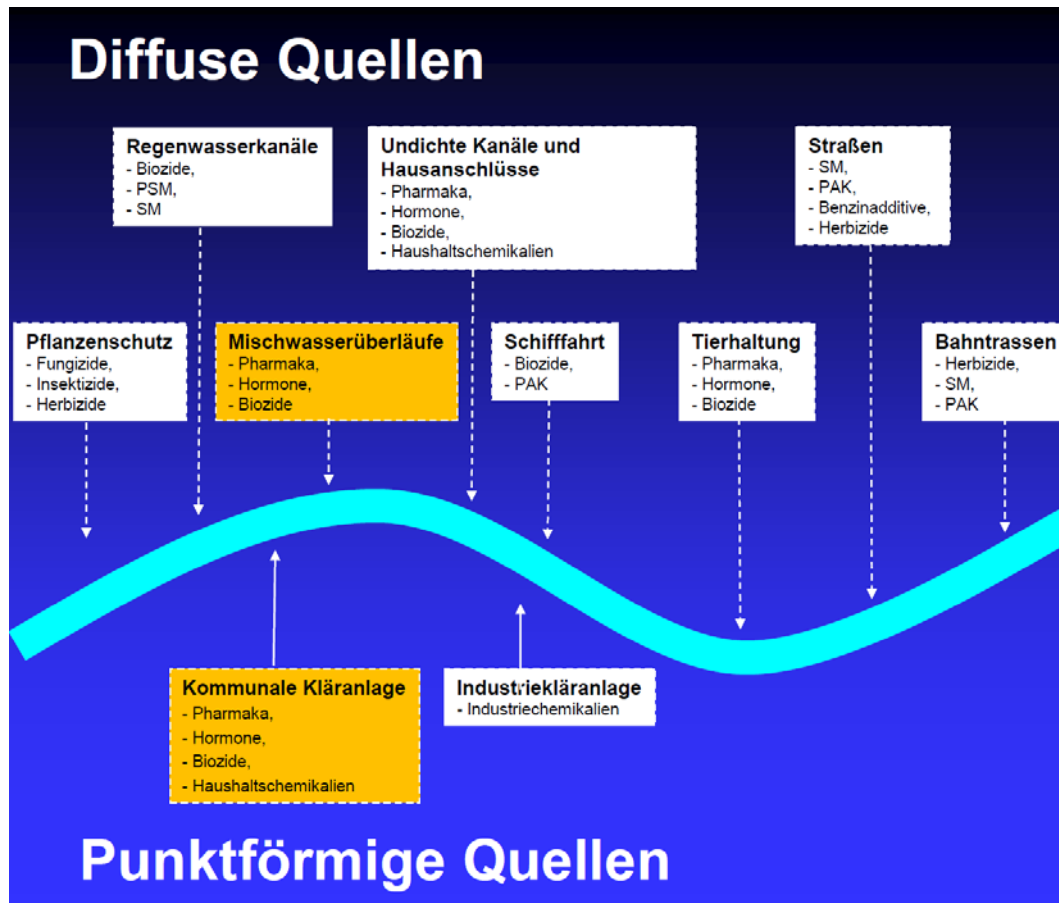 Diffuse Quellen
Regenwasserkanäle
- Biozide,
- PSM,
- SM
Undichte Kanäle und
Hausanschlüsse
- Pharmaka,
- Hormone,
- Biozide,
- Haushaltschemikalien
Straßen
- SM,
- PAK,
- Benzinadditive,
- Herbizide
Pflanzenschutz
- Fungizide,
- Insektizide,
- Herbizide
Mischwasserüberläufe
- Pharmaka,
- Hormone,
- Biozide
Schifffahrt
- Biozide,
- PAK
Tierhaltung
- Pharmaka,
- Hormone,
- Biozide
Bahntrassen
- Herbizide,
- SM,
- PAK
Kommunale Kläranlage
- Pharmaka,
- Hormone,
- Biozide,
- Haushaltschemikalien
Industriekläranlage
- Industriechemikalien
Punktförmige Quellen